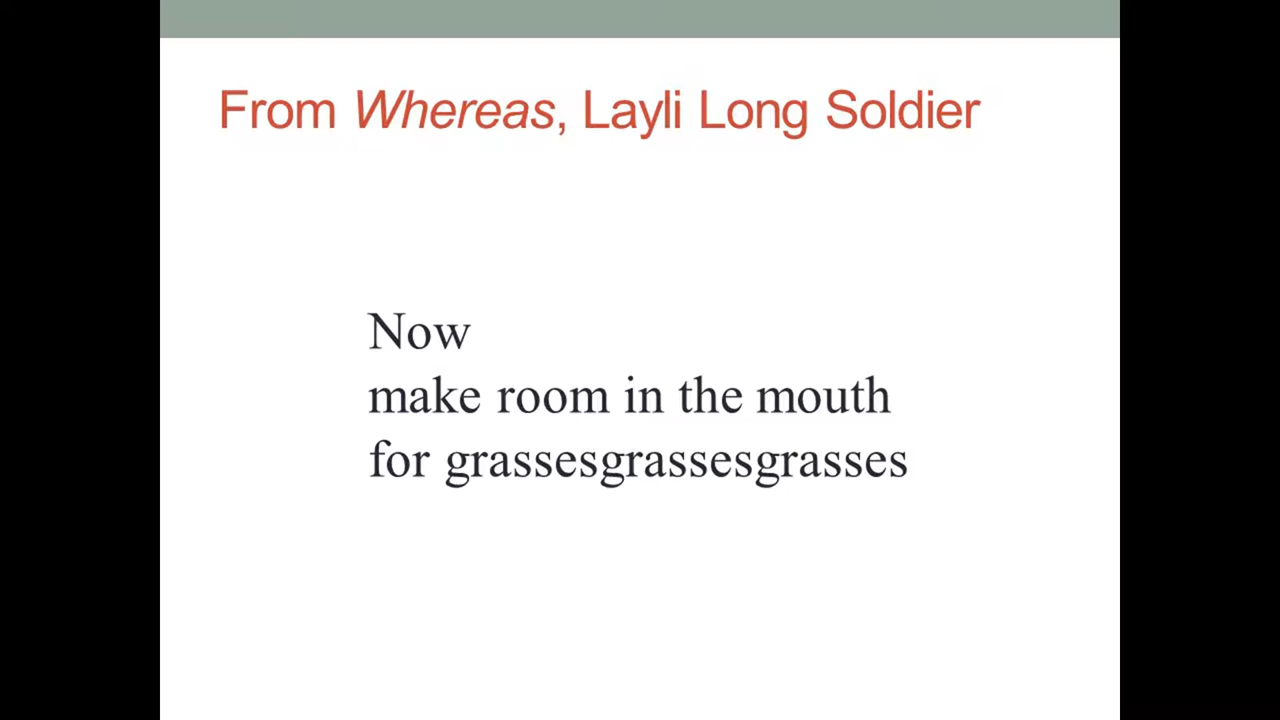 From Whereas, Layli Long Soldier
Now
make room in the mouth
for grassesgrassesgrasses